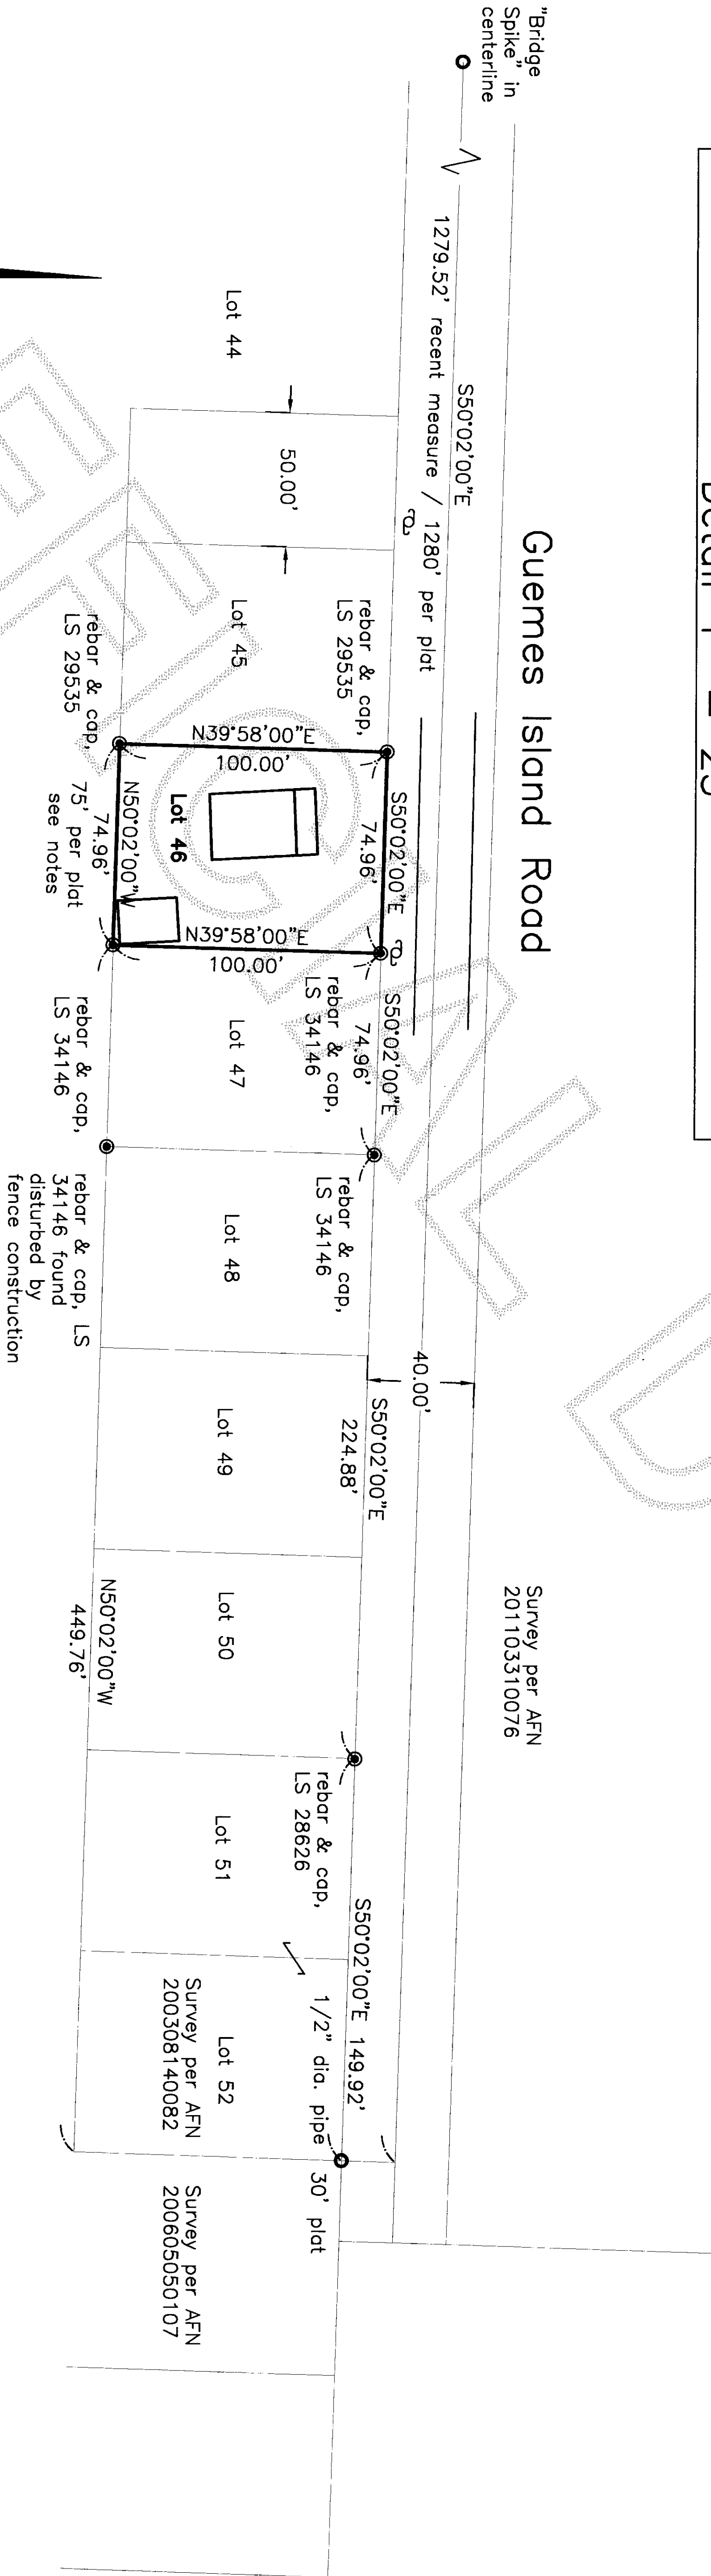 "Bridge
Spike" in
centerline
1279.52' recent measure / 1280' per plat
S50°02'00"E
Guemes Island Road
Lot 44
50.00'
Lot 45
rebar & cap,
LS 29535
rebar & cap,
LS 29535
N39°58'00"E
100.00'
S50°02'00"E
74.96'
Lot 46
N50°02'00"W
74.96'
75' per plat
see notes
N39°58'00"E
100.00'
S50°02'00"E
74.96'
rebar & cap,
LS 34146
Lot 47
rebar & cap,
LS 34146
rebar & cap,
LS 34146
Lot 48
rebar & cap, LS
34146 found
disturbed by
fence construction
40.00'
S50°02'00"E
224.88'
Lot 49
Survey per AFN
201103310076
Lot 50
N50°02'00"W
449.76'
rebar & cap,
LS 28626
Lot 51
S50°02'00"E 149.92'
1/2" dia. pipe
30' plat
Lot 52
Survey per AFN
200308140082
Survey per AFN
200605050107